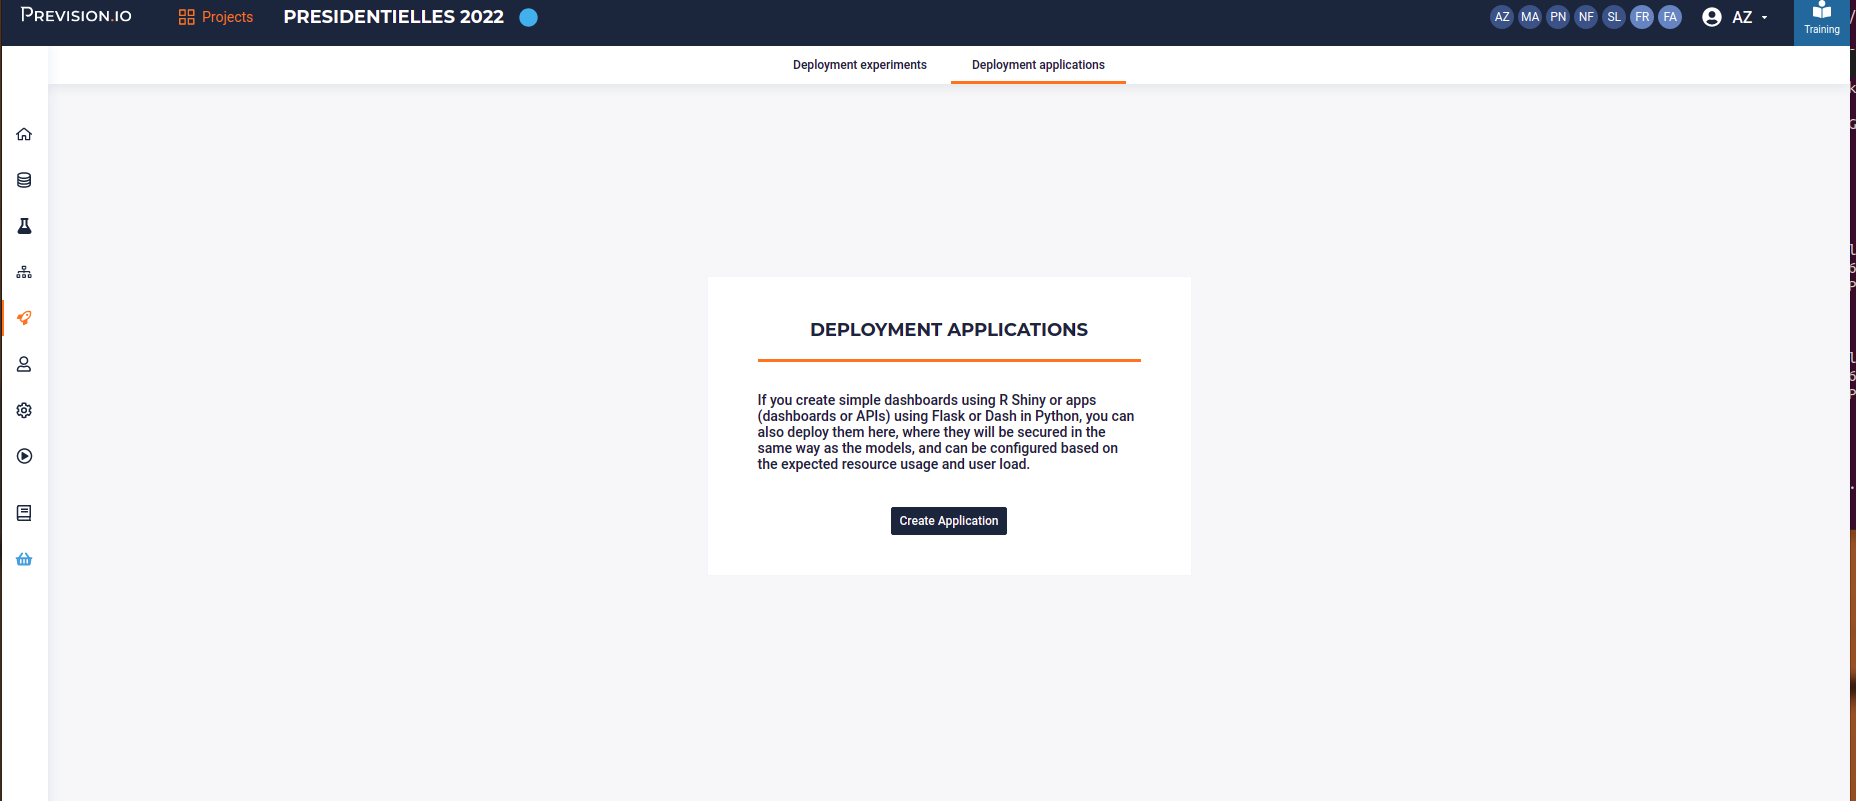 PREVISION.IO
Projects
PRESIDENTIELLES 2022
AZ MA PN NF SL FR FA
AZ
Training
Deployment experiments
Deployment applications
DEPLOYMENT APPLICATIONS
If you create simple dashboards using R Shiny or apps
(dashboards or APIs) using Flask or Dash in Python, you can
also deploy them here, where they will be secured in the
same way as the models, and can be configured based on
the expected resource usage and user load.
Create Application